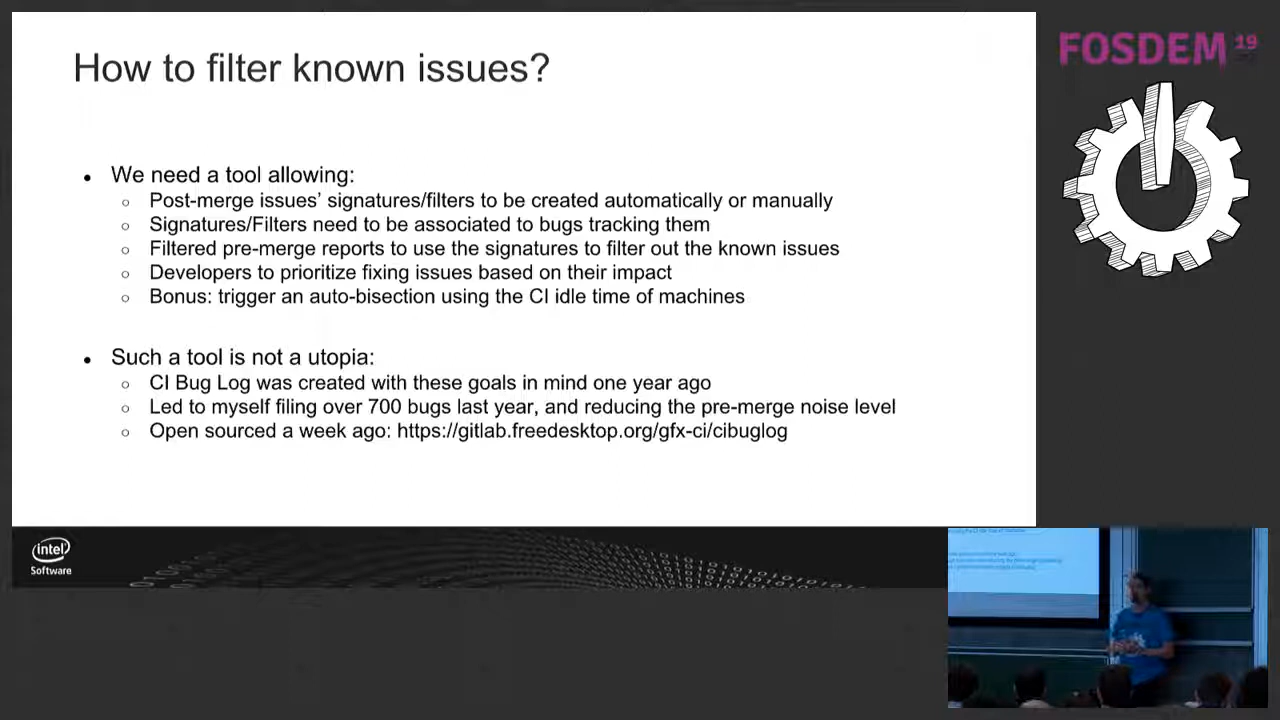 How to filter known issues?
We need a tool allowing:
Post-merge issues' signatures/filters to be created automatically or manually
Signatures/Filters need to be associated to bugs tracking them
Filtered pre-merge reports to use the signatures to filter out the known issues
Developers to prioritize fixing issues based on their impact
Bonus: trigger an auto-bisection using the CI idle time of machines
Such a tool is not a utopia:
CI Bug Log was created with these goals in mind one year ago
Led to myself filing over 700 bugs last year, and reducing the pre-merge noise level
Open sourced a week ago: https://gitlab.freedesktop.org/gfx-ci/cibuglog
FOSDEM 19
intel
Software